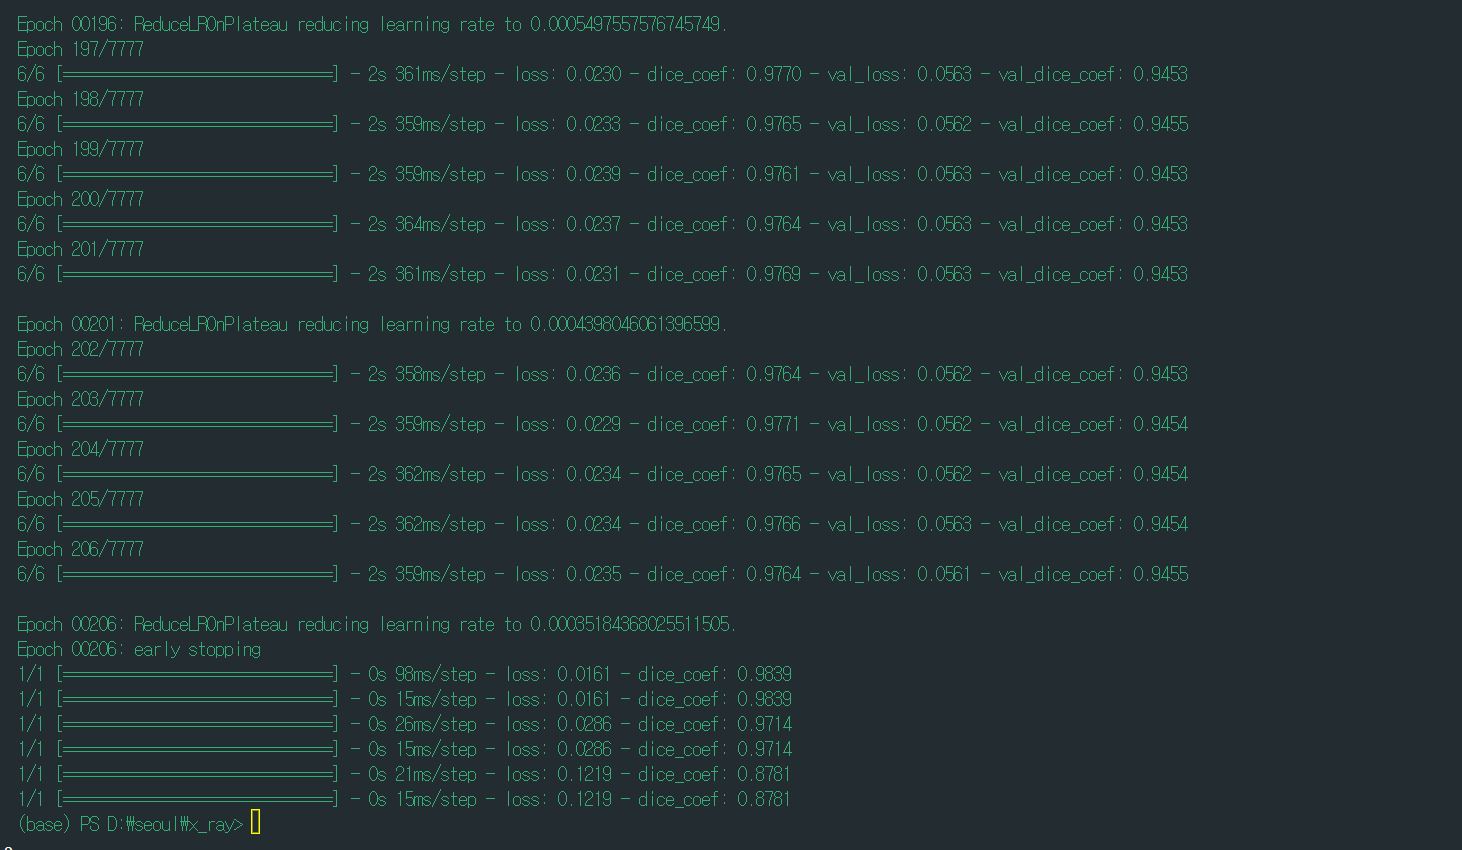 Epoch 00196: ReduceLROnPlateau reducing learning rate to 0.0005497557576745749.
Epoch 197/7777
6/6 [==============================] - 2s 361ms/step - loss: 0.0230 - dice_coef: 0.9770 - val_loss: 0.0563 - val_dice_coef: 0.9453
Epoch 198/7777
6/6 [==============================] - 2s 359ms/step - loss: 0.0233 - dice_coef: 0.9765 - val_loss: 0.0562 - val_dice_coef: 0.9455
Epoch 199/7777
6/6 [==============================] - 2s 359ms/step - loss: 0.0239 - dice_coef: 0.9761 - val_loss: 0.0563 - val_dice_coef: 0.9453
Epoch 200/7777
6/6 [==============================] - 2s 364ms/step - loss: 0.0237 - dice_coef: 0.9764 - val_loss: 0.0563 - val_dice_coef: 0.9453
Epoch 201/7777
6/6 [==============================] - 2s 361ms/step - loss: 0.0231 - dice_coef: 0.9769 - val_loss: 0.0563 - val_dice_coef: 0.9453
Epoch 00201: ReduceLROnPlateau reducing learning rate to 0.0004398046061396599.
Epoch 202/7777
6/6 [==============================] - 2s 358ms/step - loss: 0.0236 - dice_coef: 0.9764 - val_loss: 0.0562 - val_dice_coef: 0.9453
Epoch 203/7777
6/6 [==============================] - 2s 359ms/step - loss: 0.0229 - dice_coef: 0.9771 - val_loss: 0.0562 - val_dice_coef: 0.9454
Epoch 204/7777
6/6 [==============================] - 2s 362ms/step - loss: 0.0234 - dice_coef: 0.9765 - val_loss: 0.0562 - val_dice_coef: 0.9454
Epoch 205/7777
6/6 [==============================] - 2s 362ms/step - loss: 0.0234 - dice_coef: 0.9766 - val_loss: 0.0563 - val_dice_coef: 0.9454
Epoch 206/7777
6/6 [==============================] - 2s 359ms/step - loss: 0.0235 - dice_coef: 0.9764 - val_loss: 0.0561 - val_dice_coef: 0.9455
Epoch 00206: ReduceLROnPlateau reducing learning rate to 0.00035184368025511505.
Epoch 00206: early stopping
1/1 [==============================] - 0s 98ms/step - loss: 0.0161 - dice_coef: 0.9839
1/1 [==============================] - 0s 15ms/step - loss: 0.0161 - dice_coef: 0.9839
1/1 [==============================] - 0s 26ms/step - loss: 0.0286 - dice_coef: 0.9714
1/1 [==============================] - 0s 15ms/step - loss: 0.0286 - dice_coef: 0.9714
1/1 [==============================] - 0s 21ms/step - loss: 0.1219 - dice_coef: 0.8781
1/1 [==============================] - 0s 15ms/step - loss: 0.1219 - dice_coef: 0.8781
(base) PS D:₩seoul₩x_ray>